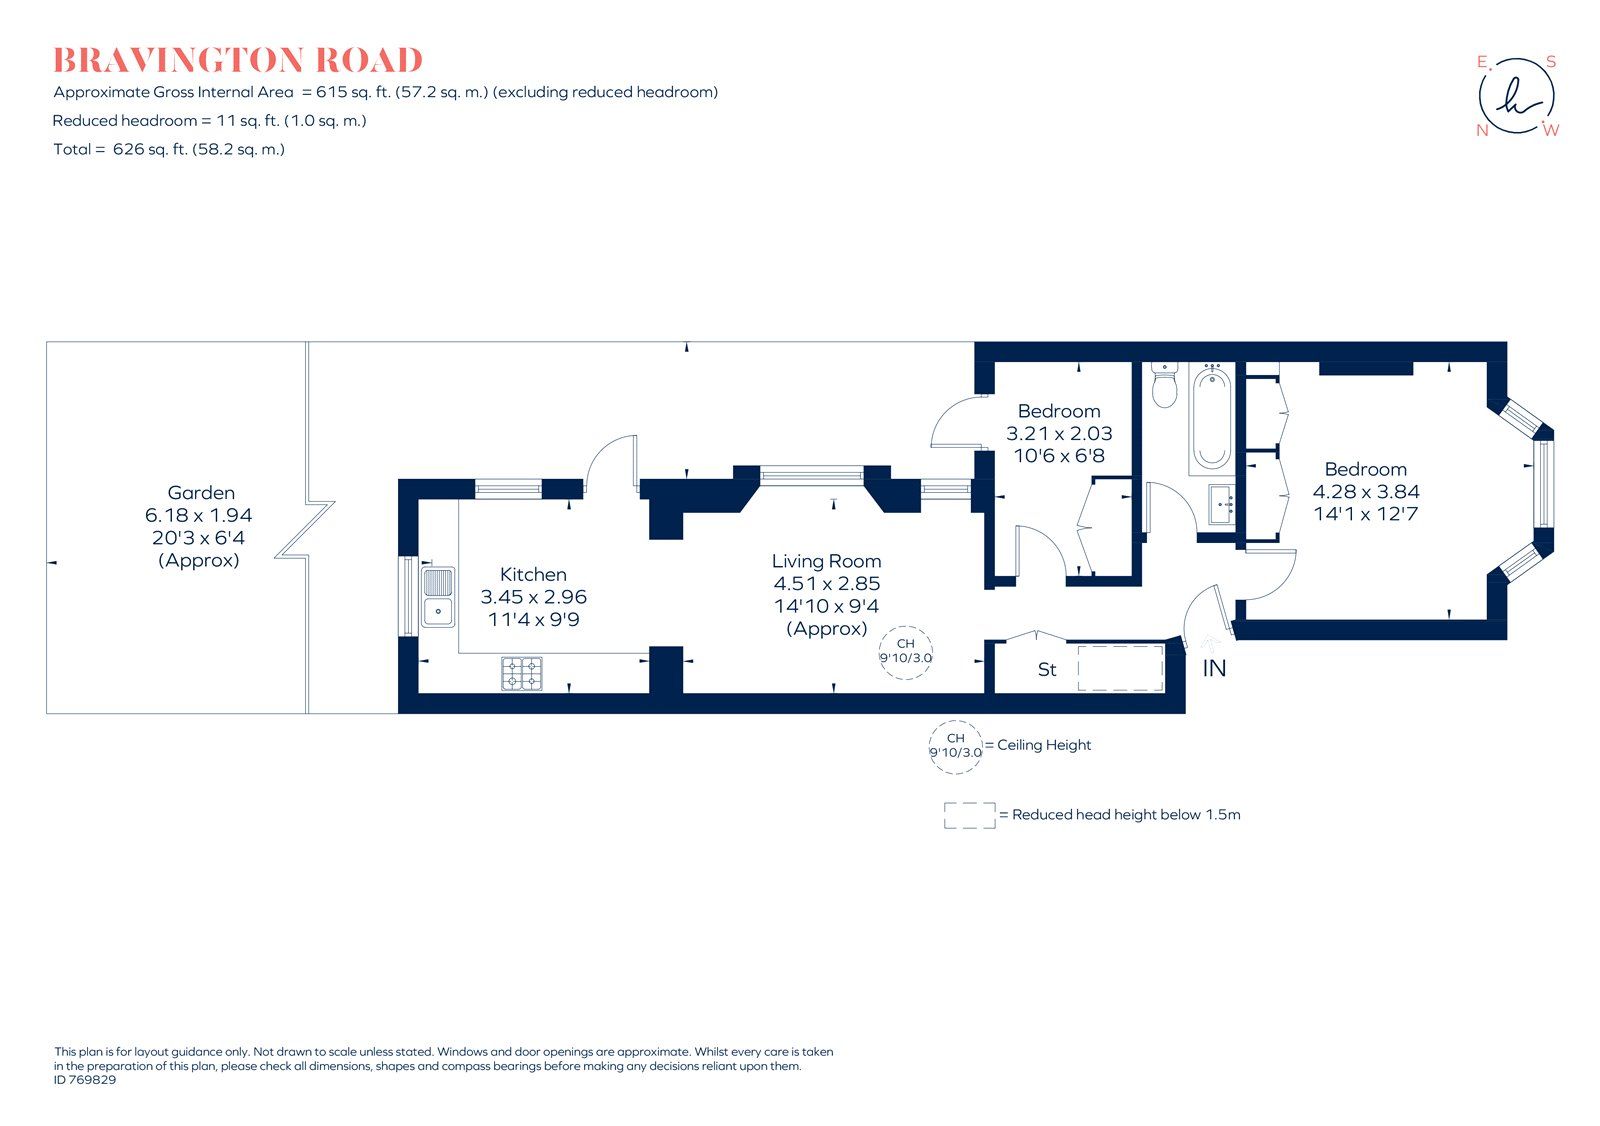 BRAVINGTON ROAD
Approximate Gross Internal Area = 615 sq. ft. (57.2 sq. m.) (excluding reduced headroom)
Reduced headroom = 11 sq. ft. (1.0 sq. m.)
Total = 626 sq. ft. (58.2 sq. m.)
E
S
N
W
Garden
6.18 x 1.94
20'3 x 6'4
(Approx)
Kitchen
3.45 x 2.96
11'4 x 9'9
Living Room
4.51 x 2.85
14'10 x 9'4
(Approx)
CH
9'10/3.0
Bedroom
3.21 x 2.03
10'6 x 6'8
Bedroom
4.28 x 3.84
14'1 x 12'7
St
IN
CH
9'10/3.0
= Ceiling Height
= Reduced head height below 1.5m
This plan is for layout guidance only. Not drawn to scale unless stated. Windows and door openings are approximate. Whilst every care is taken
in the preparation of this plan, please check all dimensions, shapes and compass bearings before making any decisions reliant upon them.
ID 769829